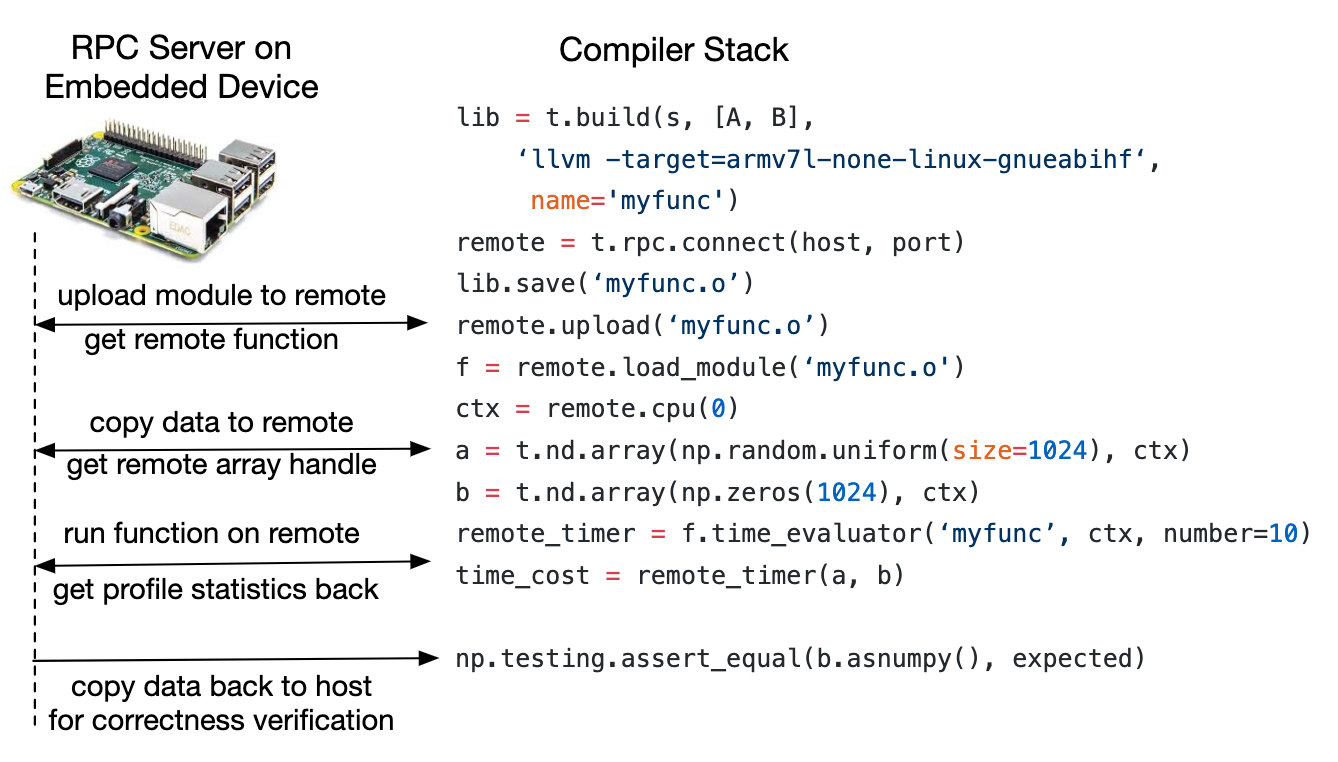 RPC Server on
Embedded Device
Compiler Stack
lib = t.build(s, [A, B],
‘llvm -target=armv7l-none-linux-gnueabihf‘,
name='myfunc')
remote = t.rpc.connect(host, port)
lib.save(‘myfunc.o’)
upload module to remote
get remote function
remote.upload(‘myfunc.o’)
f = remote.load_module(‘myfunc.o')
ctx = remote.cpu(0)
copy data to remote
get remote array handle
a = t.nd.array(np.random.uniform(size=1024), ctx)
b = t.nd.array(np.zeros(1024), ctx)
run function on remote
get profile statistics back
remote_timer = f.time_evaluator(‘myfunc’, ctx, number=10)
time_cost = remote_timer(a, b)
np.testing.assert_equal(b.asnumpy(), expected)
copy data back to host
for correctness verification
EDAC